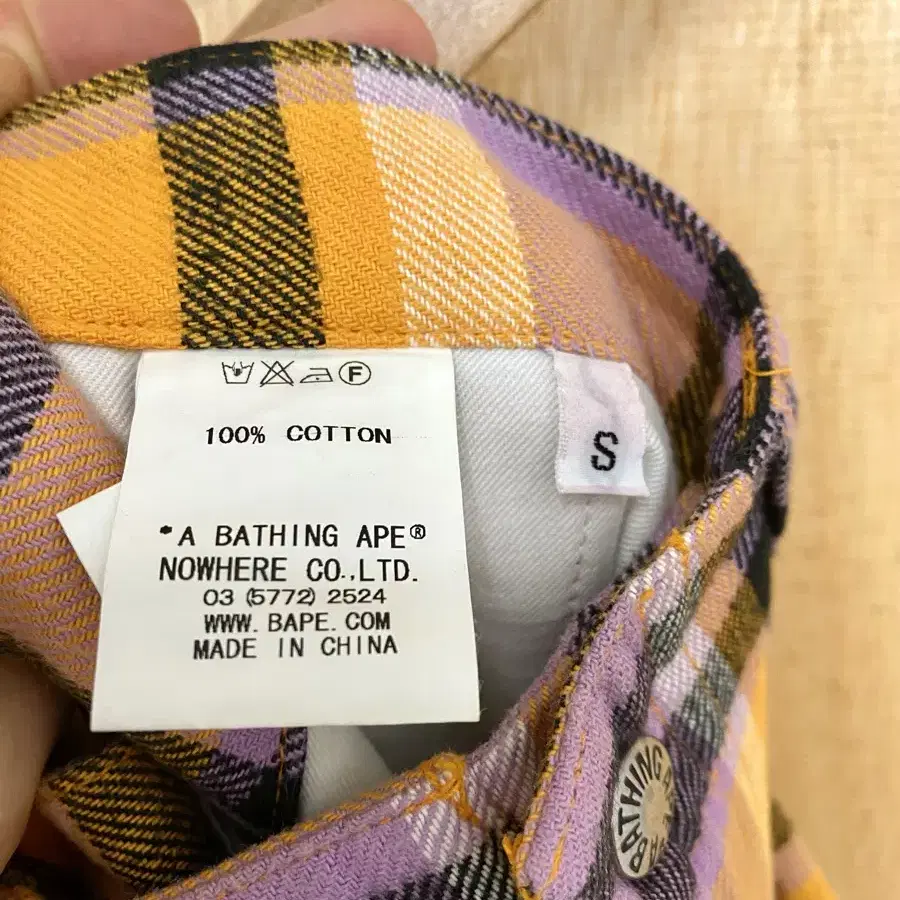 F
100% COTTON
S
*A BATHING APE®
NOWHERE CO.,LTD.
03 (5772) 2524
WWW.BAPE.COM
MADE IN CHINA
BATHING A